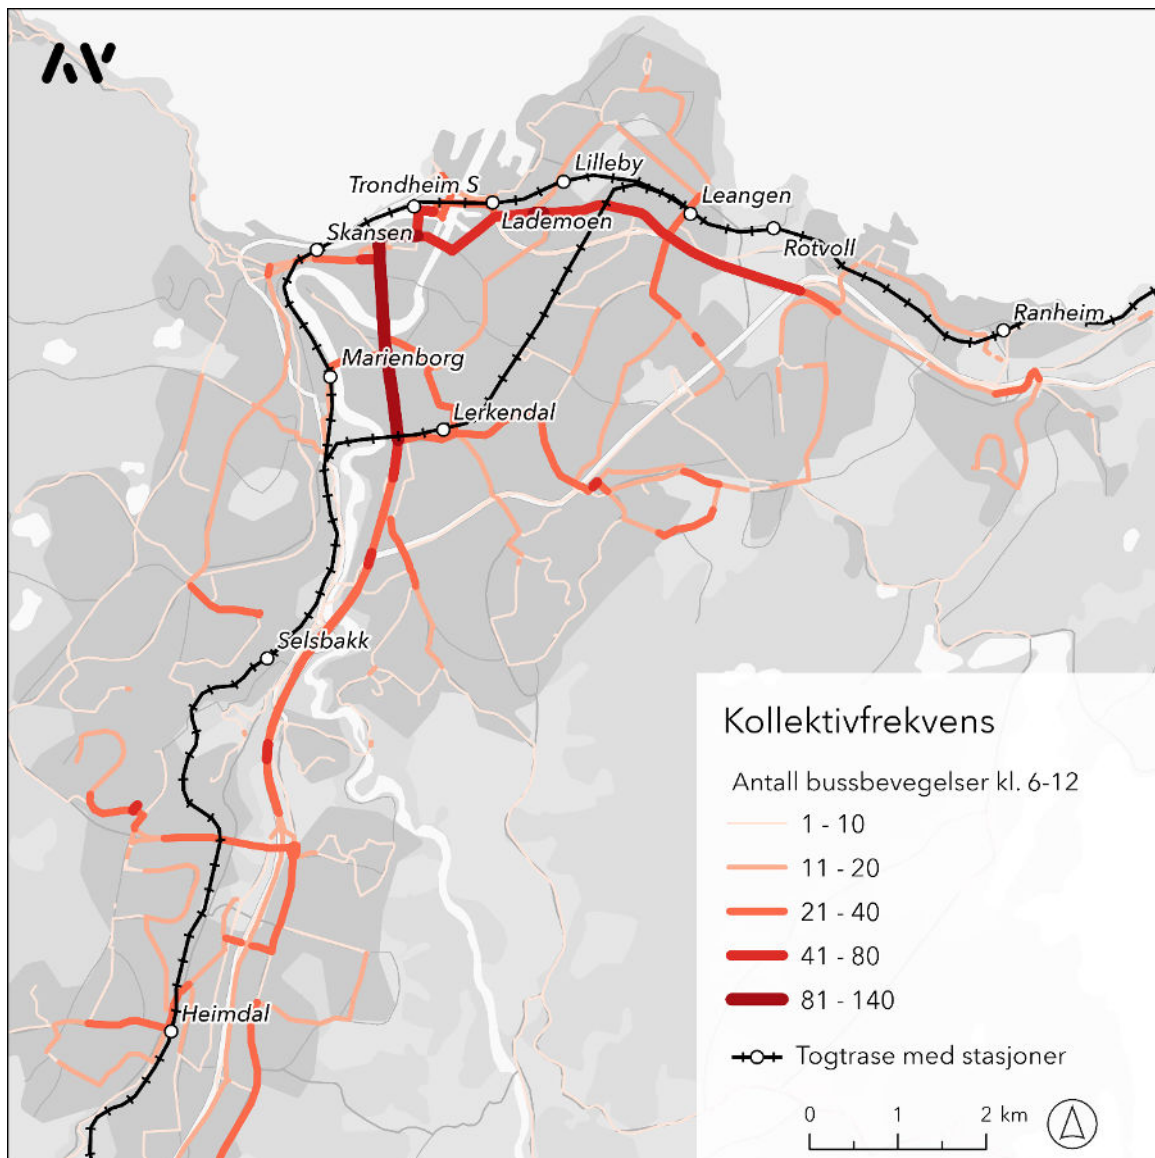 Lilleby
Trondheim S
Leangen
Lademoen
Skansen
Rotvoll
Ranheim
Marienborg
Lerkendal
Selsbakk
Heimdal
Kollektivfrekvens
Antall bussbevegelser kl. 6-12
1 - 10
11 - 20
21 - 40
41 - 80
81 - 140
Togtrase med stasjoner
0 1 2 km